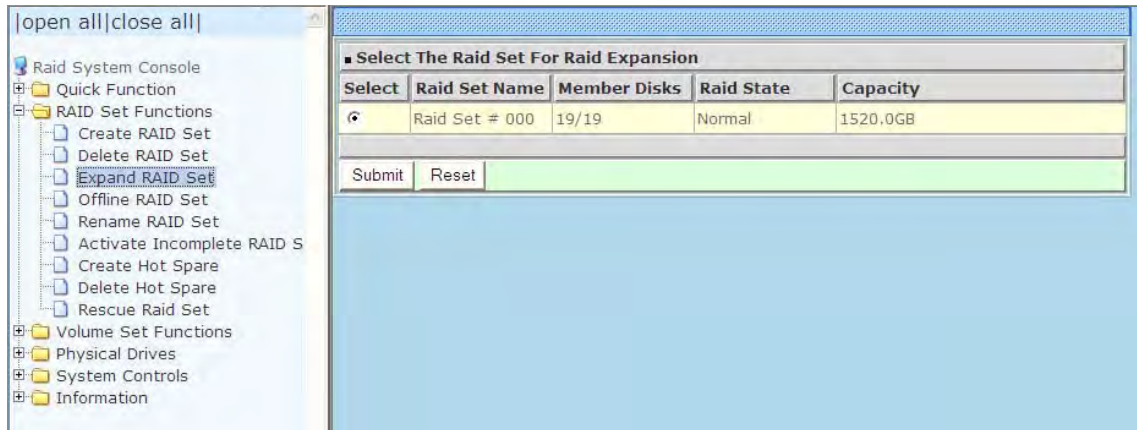 |open all|close all|
Raid System Console
Quick Function
RAID Set Functions
Create RAID Set
Delete RAID Set
Expand RAID Set
Offline RAID Set
Rename RAID Set
Activate Incomplete RAID S
Create Hot Spare
Delete Hot Spare
Rescue Raid Set
Volume Set Functions
Physical Drives
System Controls
Information
Select The Raid Set For Raid Expansion
Select Raid Set Name Member Disks Raid State Capacity
Raid Set # 000 19/19 Normal 1520.0GB
Submit Reset